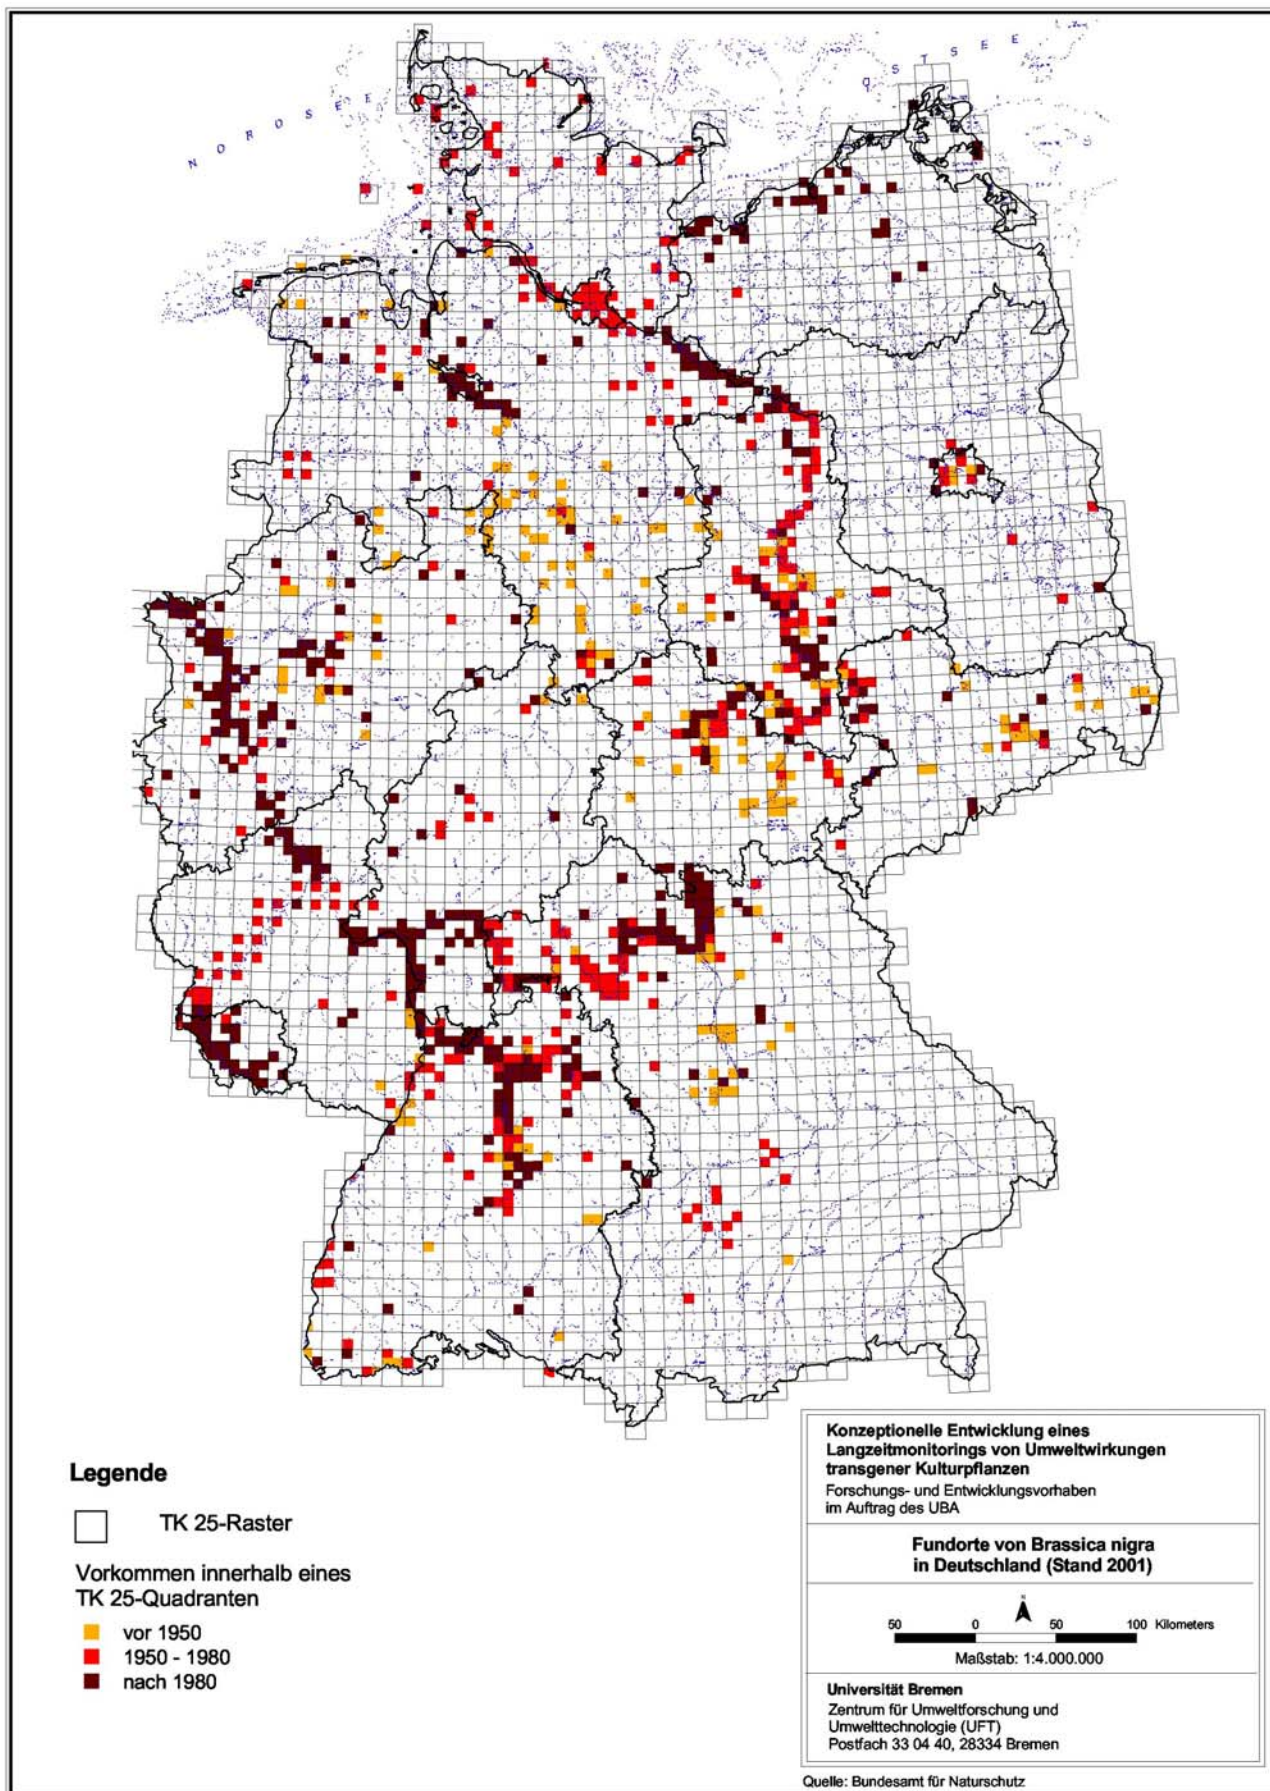 NORDSEE
OSTSEE
Legende
TK 25-Raster
Vorkommen innerhalb eines
TK 25-Quadranten
vor 1950
1950 - 1980
nach 1980
Konzeptionelle Entwicklung eines
Langzeitmonitorings von Umweltwirkungen
transgener Kulturpflanzen
Forschungs- und Entwicklungsvorhaben
im Auftrag des UBA
Fundorte von Brassica nigra
in Deutschland (Stand 2001)
N
50 0 50 100 Kilometers
Maßstab: 1:4.000.000
Universität Bremen
Zentrum für Umweltforschung und
Umwelttechnologie (UFT)
Postfach 33 04 40, 28334 Bremen
Quelle: Bundesamt für Naturschutz